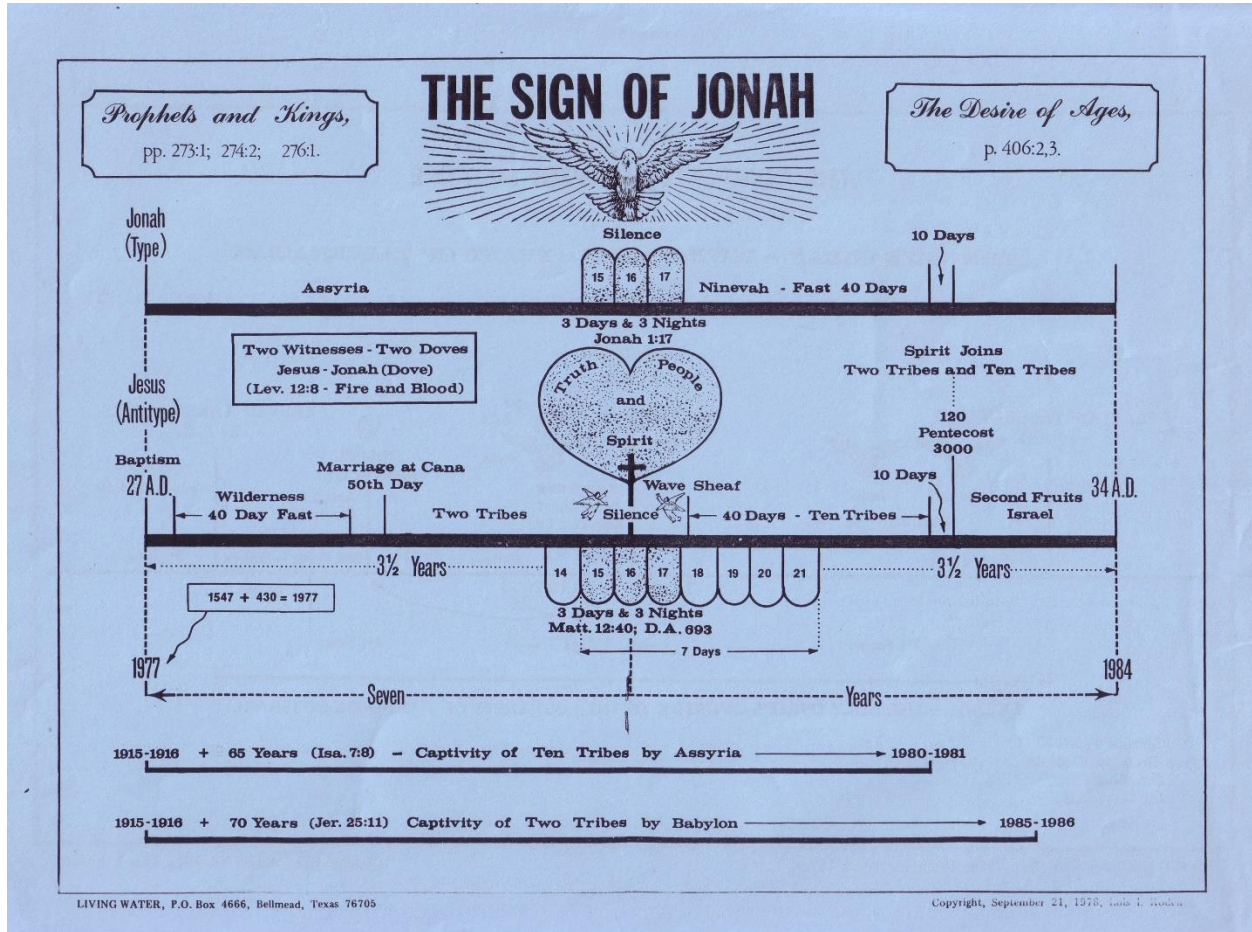 THE SIGN OF JONAH
Prophets and Kings,
pp. 273:1; 274:2; 276:1.
The Desire of Ages,
p. 406:2,3.
Jonah
(Type)
Silence
10 Days
15 16 17
Assyria
Ninevah - Fast 40 Days
3 Days & 3 Nights
Jonah 1:17
Two Witnesses - Two Doves
Jesus - Jonah (Dove)
(Lev. 12:8 - Fire and Blood)
Truth People
and
Spirit
Spirit Joins
Two Tribes and Ten Tribes
Jesus
(Antitype)
120
Pentecost
3000
Baptism
27 A.D.
Marriage at Cana
50th Day
Wilderness
40 Day Fast
Two Tribes
Wave Sheaf
Silence
40 Days - Ten Tribes
10 Days
Second Fruits
Israel
34 A.D.
3½ Years
14 15 16 17 18 19 20 21
3½ Years
1547 + 430 = 1977
3 Days & 3 Nights
Matt. 12:40; D.A. 693
7 Days
1977
1984
Seven Years
1915-1916 + 65 Years (Isa. 7:8) - Captivity of Ten Tribes by Assyria 1980-1981
1915-1916 + 70 Years (Jer. 25:11) Captivity of Two Tribes by Babylon 1985-1986
LIVING WATER, P.O. Box 4666, Bellmead, Texas 76705
Copyright, September 21, 1978, Lois I. Roden